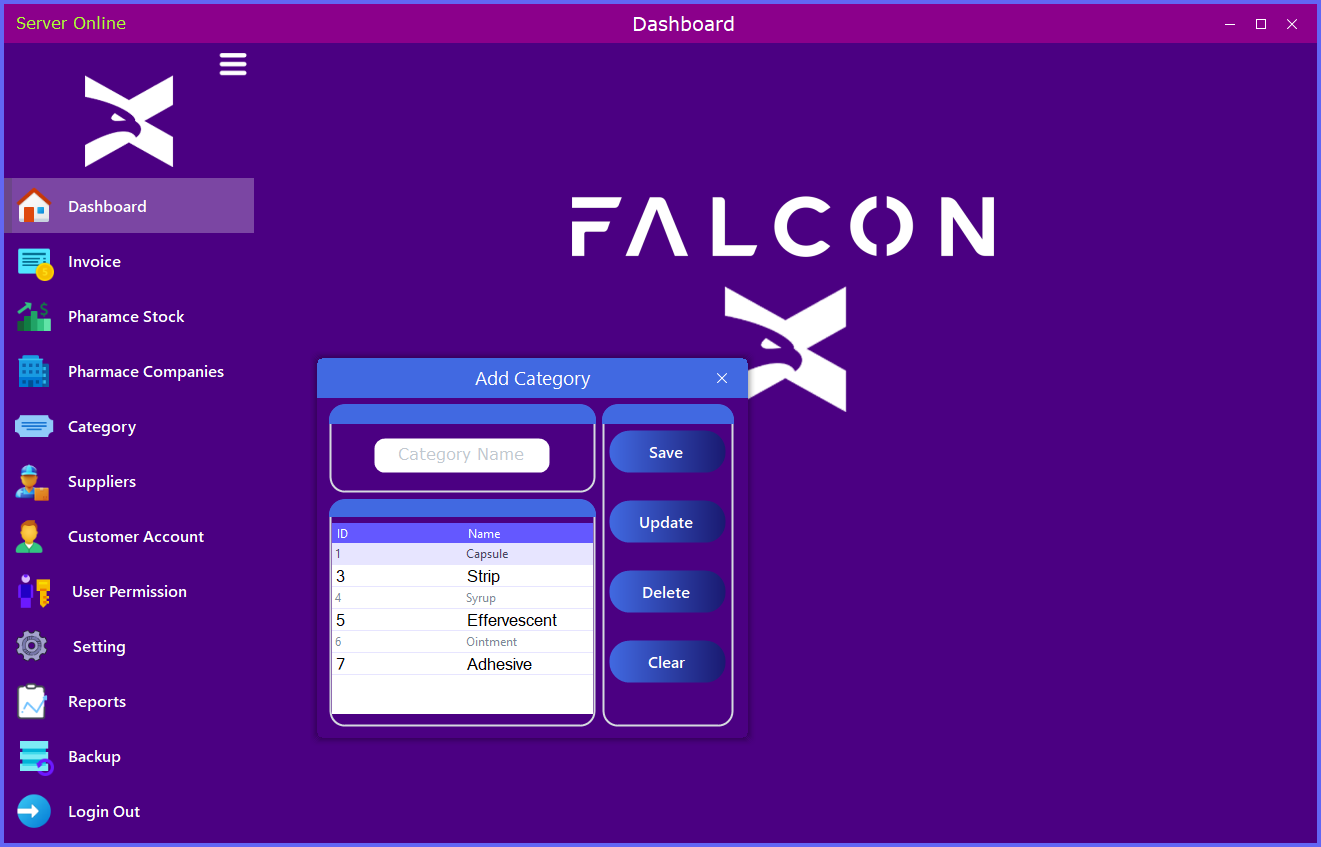 Server Online
Dashboard
Dashboard
Invoice
Pharamce Stock
Pharmace Companies
Category
Suppliers
Customer Account
User Permission
Setting
Reports
Backup
Login Out
FALCON
Add Category
Category Name
ID Name
1 Capsule
3 Strip
4 Syrup
5 Effervescent
6 Ointment
7 Adhesive
Save
Update
Delete
Clear